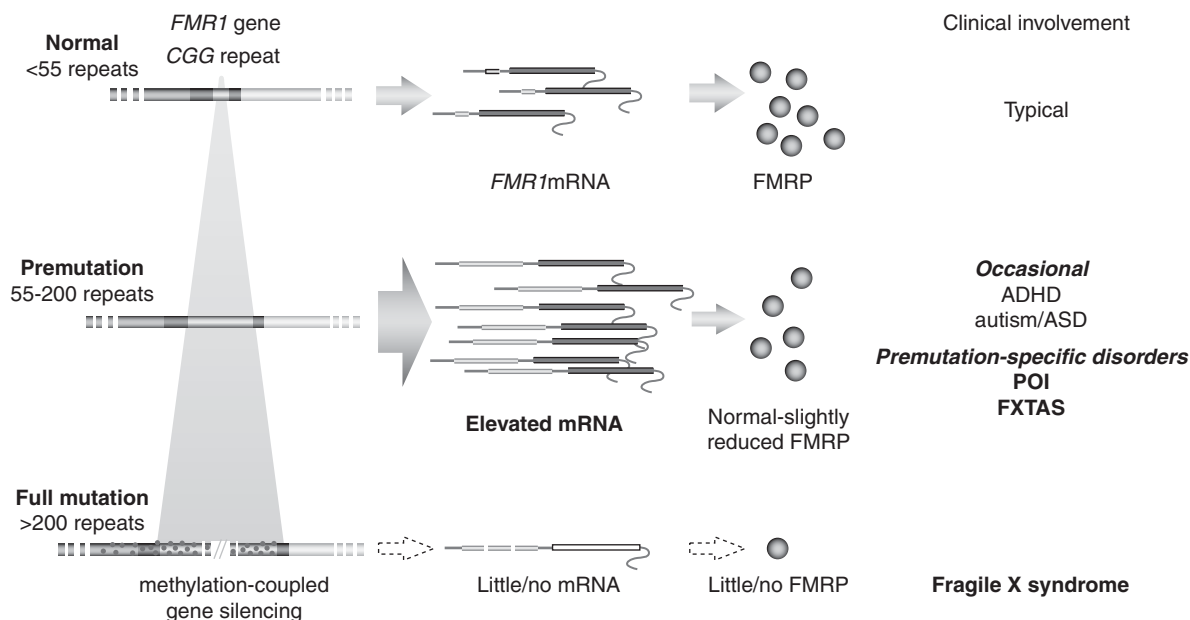 FMR1 gene
CGG repeat
Clinical involvement
Normal
<55 repeats
FMR1mRNA
FMRP
Typical
Premutation
55-200 repeats
Elevated mRNA
Normal-slightly
reduced FMRP
Occasional
ADHD
autism/ASD
Premutation-specific disorders
POI
FXTAS
Full mutation
>200 repeats
methylation-coupled
gene silencing
Little/no mRNA
Little/no FMRP
Fragile X syndrome